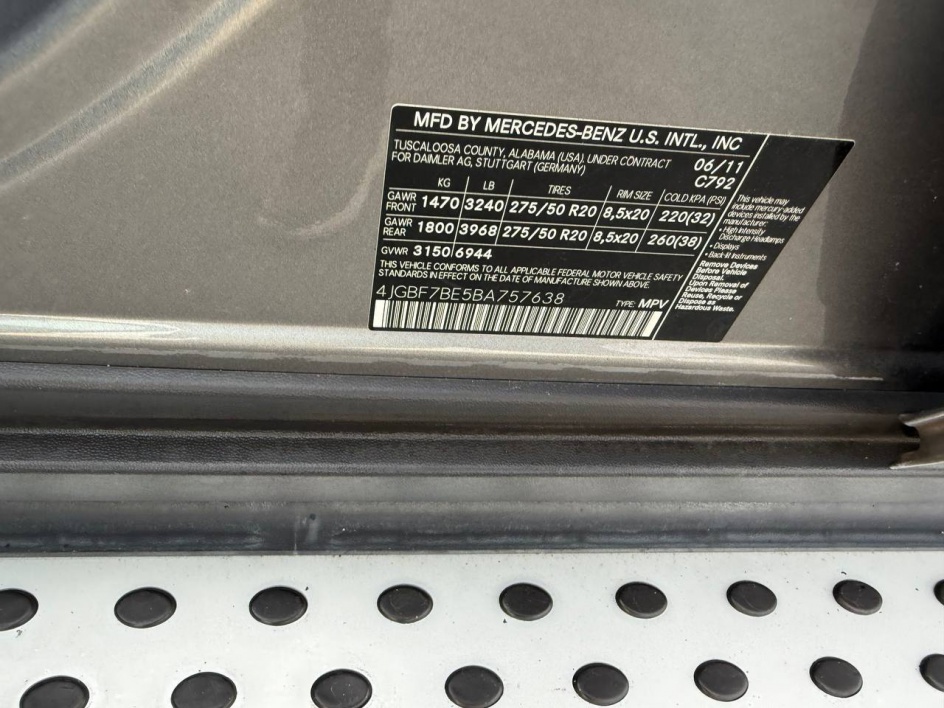 MFD BY MERCEDES-BENZ U.S. INTL., INC
TUSCALOOSA COUNTY, ALABAMA (USA), UNDER CONTRACT
FOR DAIMLER AG, STUTTGART (GERMANY)
06/11
C792
KG LB TIRES RIM SIZE COLD KPA (PSI)
GAWR FRONT 1470 3240 275/50 R20 8,5x20 220(32)
GAWR REAR 1800 3968 275/50 R20 8,5x20 260(38)
GVWR 3150 6944
THIS VEHICLE CONFORMS TO ALL APPLICABLE FEDERAL MOTOR VEHICLE SAFETY
STANDARDS IN EFFECT ON THE DATE OF MANUFACTURE SHOWN ABOVE.
4JGBF7BE5BA757638 TYPE: MPV
This vehicle may
include mercury-added
devices installed by the
manufacturer:
• High Intensity
Discharge Headlamps
• Displays
• Back-lit Instruments
Remove Devices
Before Vehicle
Disposal.
Upon Removal of
Devices Please
Reuse, Recycle or
Dispose as
Hazardous Waste.